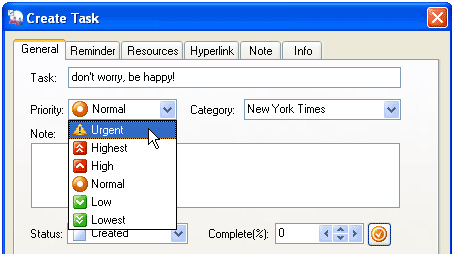 Create Task
General Reminder Resources Hyperlink Note Info
Task: don't worry, be happy!
Priority: Normal Category: New York Times
Note: Urgent
Highest
High
Normal
Low
Lowest
Status: Created Complete(%): 0